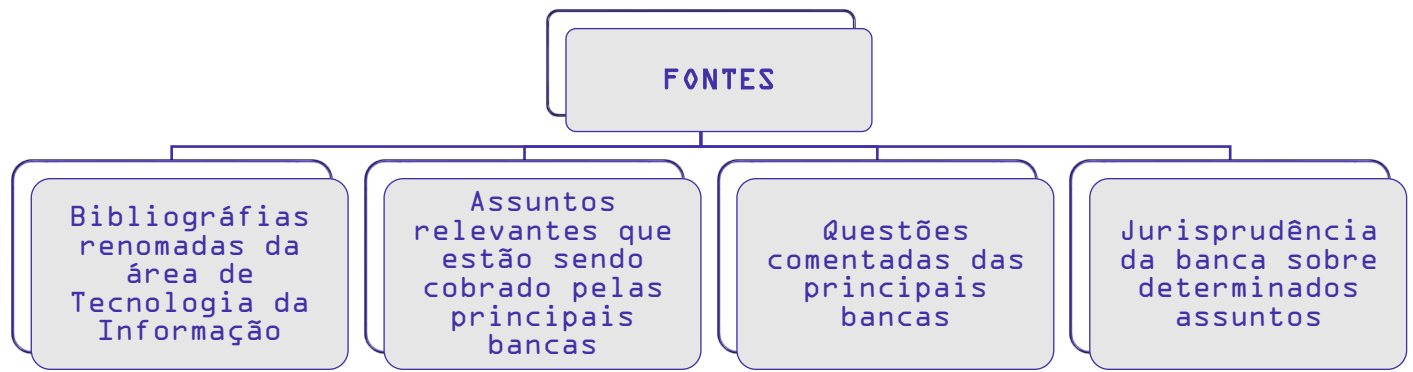 FONTES
Bibliográfias
renomadas da
área de
Tecnologia da
Informação
Assuntos
relevantes que
estão sendo
cobrado pelas
principais
bancas
Questões
comentadas das
principais
bancas
Jurisprudência
da banca sobre
determinados
assuntos